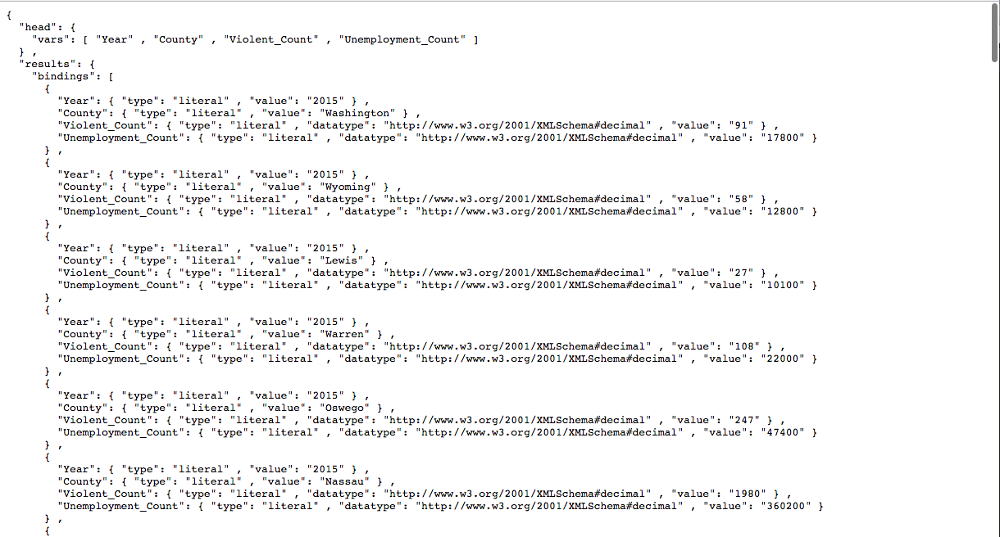 {
  "head": {
    "vars": [ "Year" , "County" , "Violent_Count" , "Unemployment_Count" ]
  } ,
  "results": {
    "bindings": [
      {
        "Year": { "type": "literal" , "value": "2015" } ,
        "County": { "type": "literal" , "value": "Washington" } ,
        "Violent_Count": { "type": "literal" , "datatype": "http://www.w3.org/2001/XMLSchema#decimal" , "value": "91" } ,
        "Unemployment_Count": { "type": "literal" , "datatype": "http://www.w3.org/2001/XMLSchema#decimal" , "value": "17800" }
      } ,
      {
        "Year": { "type": "literal" , "value": "2015" } ,
        "County": { "type": "literal" , "value": "Wyoming" } ,
        "Violent_Count": { "type": "literal" , "datatype": "http://www.w3.org/2001/XMLSchema#decimal" , "value": "58" } ,
        "Unemployment_Count": { "type": "literal" , "datatype": "http://www.w3.org/2001/XMLSchema#decimal" , "value": "12800" }
      } ,
      {
        "Year": { "type": "literal" , "value": "2015" } ,
        "County": { "type": "literal" , "value": "Lewis" } ,
        "Violent_Count": { "type": "literal" , "datatype": "http://www.w3.org/2001/XMLSchema#decimal" , "value": "27" } ,
        "Unemployment_Count": { "type": "literal" , "datatype": "http://www.w3.org/2001/XMLSchema#decimal" , "value": "10100" }
      } ,
      {
        "Year": { "type": "literal" , "value": "2015" } ,
        "County": { "type": "literal" , "value": "Warren" } ,
        "Violent_Count": { "type": "literal" , "datatype": "http://www.w3.org/2001/XMLSchema#decimal" , "value": "108" } ,
        "Unemployment_Count": { "type": "literal" , "datatype": "http://www.w3.org/2001/XMLSchema#decimal" , "value": "22000" }
      } ,
      {
        "Year": { "type": "literal" , "value": "2015" } ,
        "County": { "type": "literal" , "value": "Oswego" } ,
        "Violent_Count": { "type": "literal" , "datatype": "http://www.w3.org/2001/XMLSchema#decimal" , "value": "247" } ,
        "Unemployment_Count": { "type": "literal" , "datatype": "http://www.w3.org/2001/XMLSchema#decimal" , "value": "47400" }
      } ,
      {
        "Year": { "type": "literal" , "value": "2015" } ,
        "County": { "type": "literal" , "value": "Nassau" } ,
        "Violent_Count": { "type": "literal" , "datatype": "http://www.w3.org/2001/XMLSchema#decimal" , "value": "1980" } ,
        "Unemployment_Count": { "type": "literal" , "datatype": "http://www.w3.org/2001/XMLSchema#decimal" , "value": "360200" }
      } ,
      {